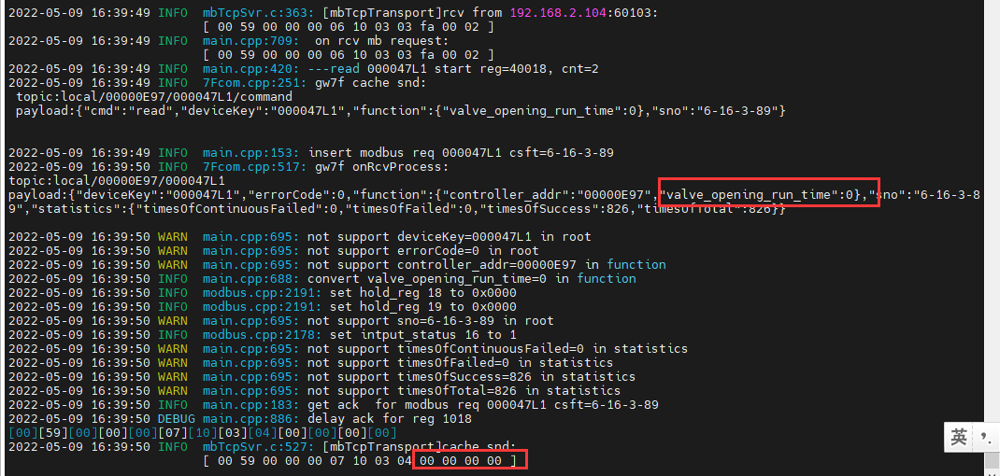 2022-05-09 16:39:49 INFO  mbTcpSvr.c:363: [mbTcpTransport]rcv from 192.168.2.104:60103:
[ 00 59 00 00 00 06 10 03 03 fa 00 02 ]
2022-05-09 16:39:49 INFO  main.cpp:709:  on rcv mb request:
[ 00 59 00 00 00 06 10 03 03 fa 00 02 ]
2022-05-09 16:39:49 INFO  main.cpp:420: ---read 000047L1 start reg=40018, cnt=2
2022-05-09 16:39:49 INFO  7Fcom.cpp:251: gw7f cache snd:
topic:local/00000E97/000047L1/command
payload:{"cmd":"read","deviceKey":"000047L1","function":{"valve_opening_run_time":0},"sno":"6-16-3-89"}
2022-05-09 16:39:49 INFO  main.cpp:153: insert modbus req 000047L1 csft=6-16-3-89
2022-05-09 16:39:50 INFO  7Fcom.cpp:517: gw7f onRcvProcess:
topic:local/00000E97/000047L1
payload:{"deviceKey":"000047L1","errorCode":0,"function":{"controller_addr":"00000E97","valve_opening_run_time":0},"sno":"6-16-3-8
9","statistics":{"timesOfContinuousFailed":0,"timesOfFailed":0,"timesOfSuccess":826,"timesOfTotal":826}}
2022-05-09 16:39:50 WARN  main.cpp:695: not support deviceKey=000047L1 in root
2022-05-09 16:39:50 WARN  main.cpp:695: not support errorCode=0 in root
2022-05-09 16:39:50 WARN  main.cpp:695: not support controller_addr=00000E97 in function
2022-05-09 16:39:50 INFO  main.cpp:688: convert valve_opening_run_time=0 in function
2022-05-09 16:39:50 INFO  modbus.cpp:2191: set hold_reg 18 to 0x0000
2022-05-09 16:39:50 INFO  modbus.cpp:2191: set hold_reg 19 to 0x0000
2022-05-09 16:39:50 WARN  main.cpp:695: not support sno=6-16-3-89 in root
2022-05-09 16:39:50 INFO  modbus.cpp:2178: set intput_status 16 to 1
2022-05-09 16:39:50 WARN  main.cpp:695: not support timesOfContinuousFailed=0 in statistics
2022-05-09 16:39:50 WARN  main.cpp:695: not support timesOfFailed=0 in statistics
2022-05-09 16:39:50 WARN  main.cpp:695: not support timesOfSuccess=826 in statistics
2022-05-09 16:39:50 WARN  main.cpp:695: not support timesOfTotal=826 in statistics
2022-05-09 16:39:50 INFO  main.cpp:183: get ack  for modbus req 000047L1 csft=6-16-3-89
2022-05-09 16:39:50 DEBUG main.cpp:886: delay ack for reg 1018
[00][59][00][00][00][07][10][03][04][00][00][00][00]
2022-05-09 16:39:50 INFO  mbTcpSvr.c:527: [mbTcpTransport]cache snd:
[ 00 59 00 00 00 07 10 03 04 00 00 00 00 ]
英